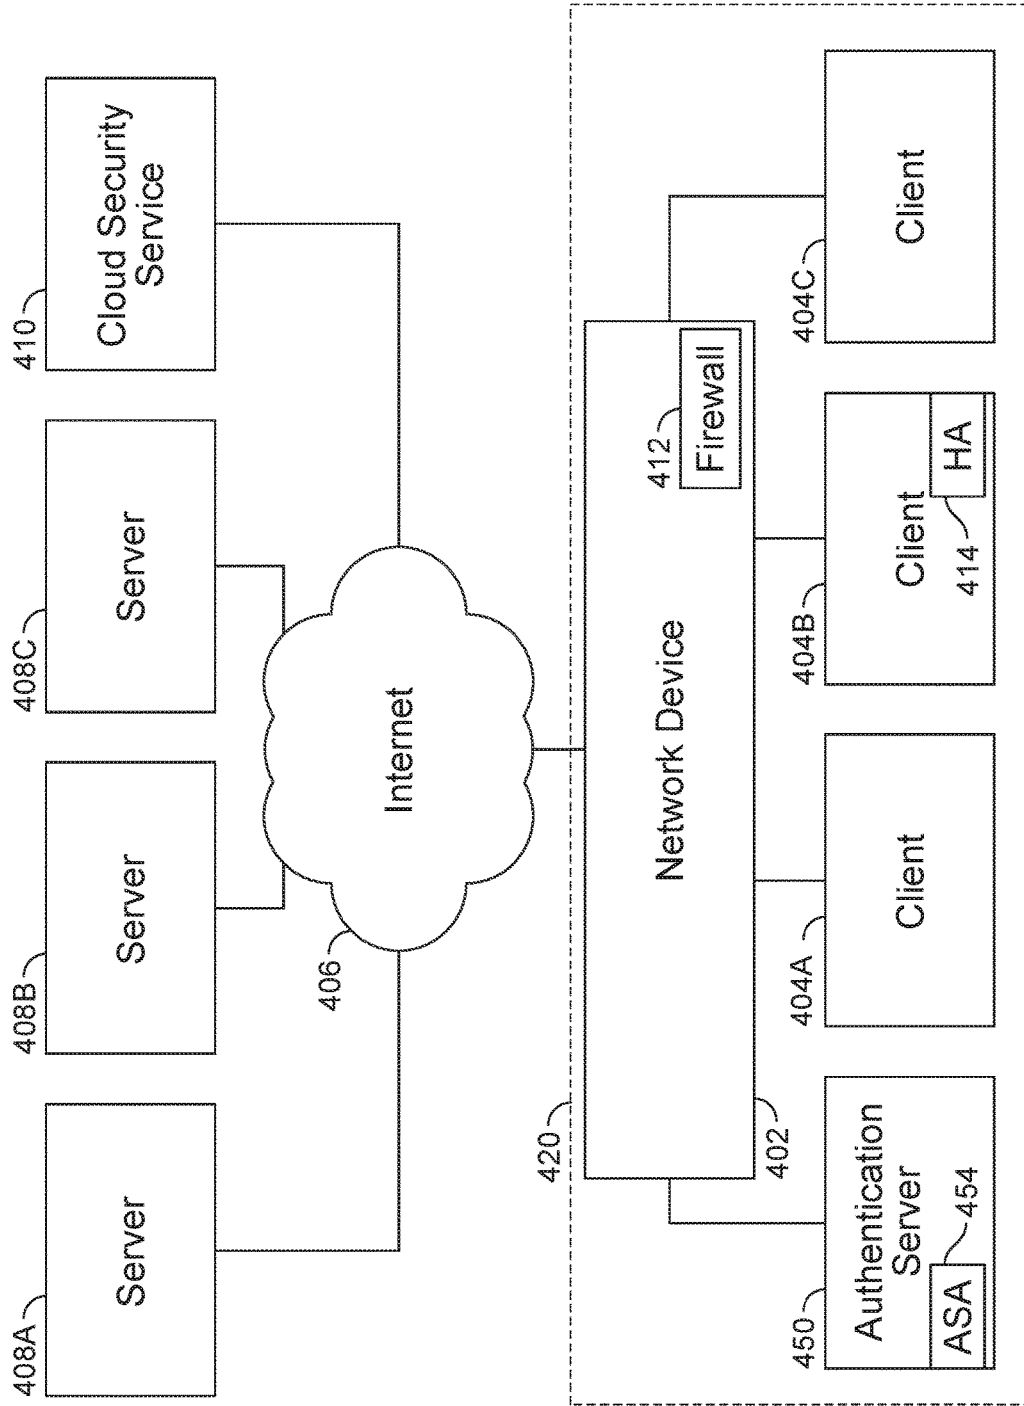 408A
Server
408B
Server
408C
Server
410
Cloud Security
Service
406
Internet
420
402
Network Device
412
Firewall
450
Authentication
Server
ASA
454
404A
Client
404B
Client
414
HA
404C
Client